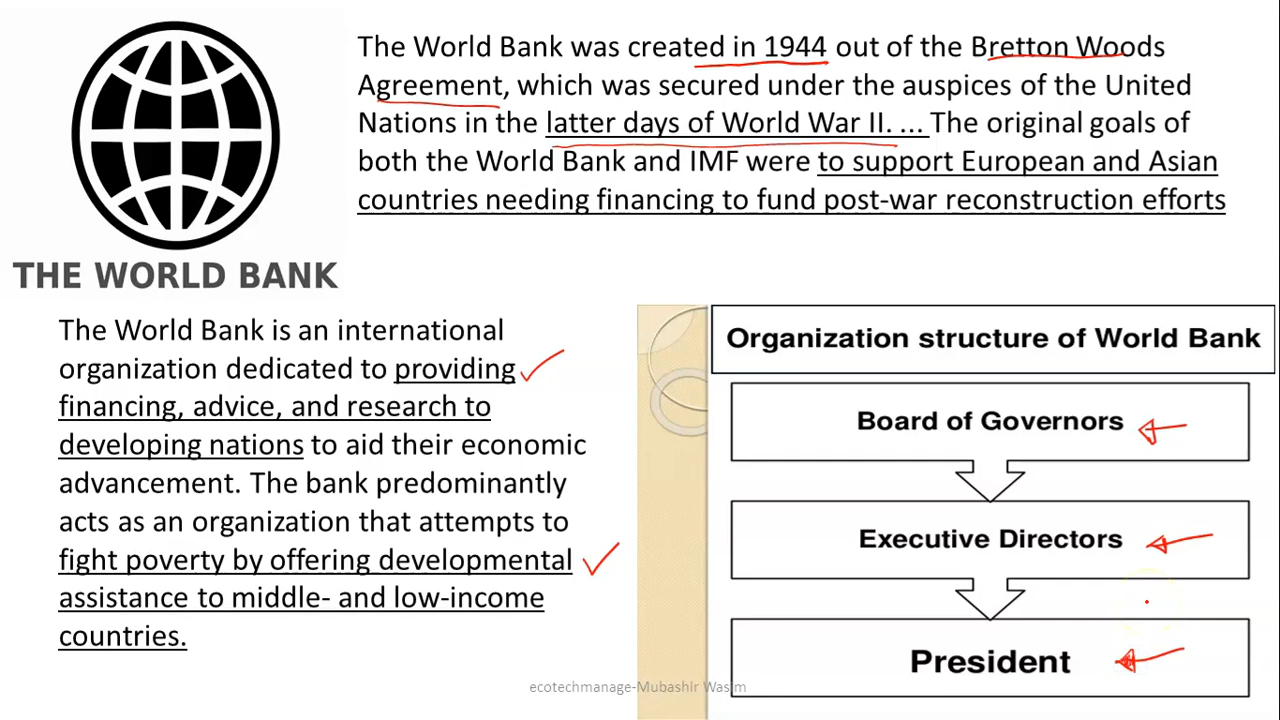 The World Bank was created in 1944 out of the Bretton Woods
Agreement, which was secured under the auspices of the United
Nations in the latter days of World War II. ... The original goals of
both the World Bank and IMF were to support European and Asian
countries needing financing to fund post-war reconstruction efforts
THE WORLD BANK
The World Bank is an international
organization dedicated to providing
financing, advice, and research to
developing nations to aid their economic
advancement. The bank predominantly
acts as an organization that attempts to
fight poverty by offering developmental
assistance to middle- and low-income
countries.
Organization structure of World Bank
Board of Governors
Executive Directors
President
ecotechmanage-Mubashir Wasim